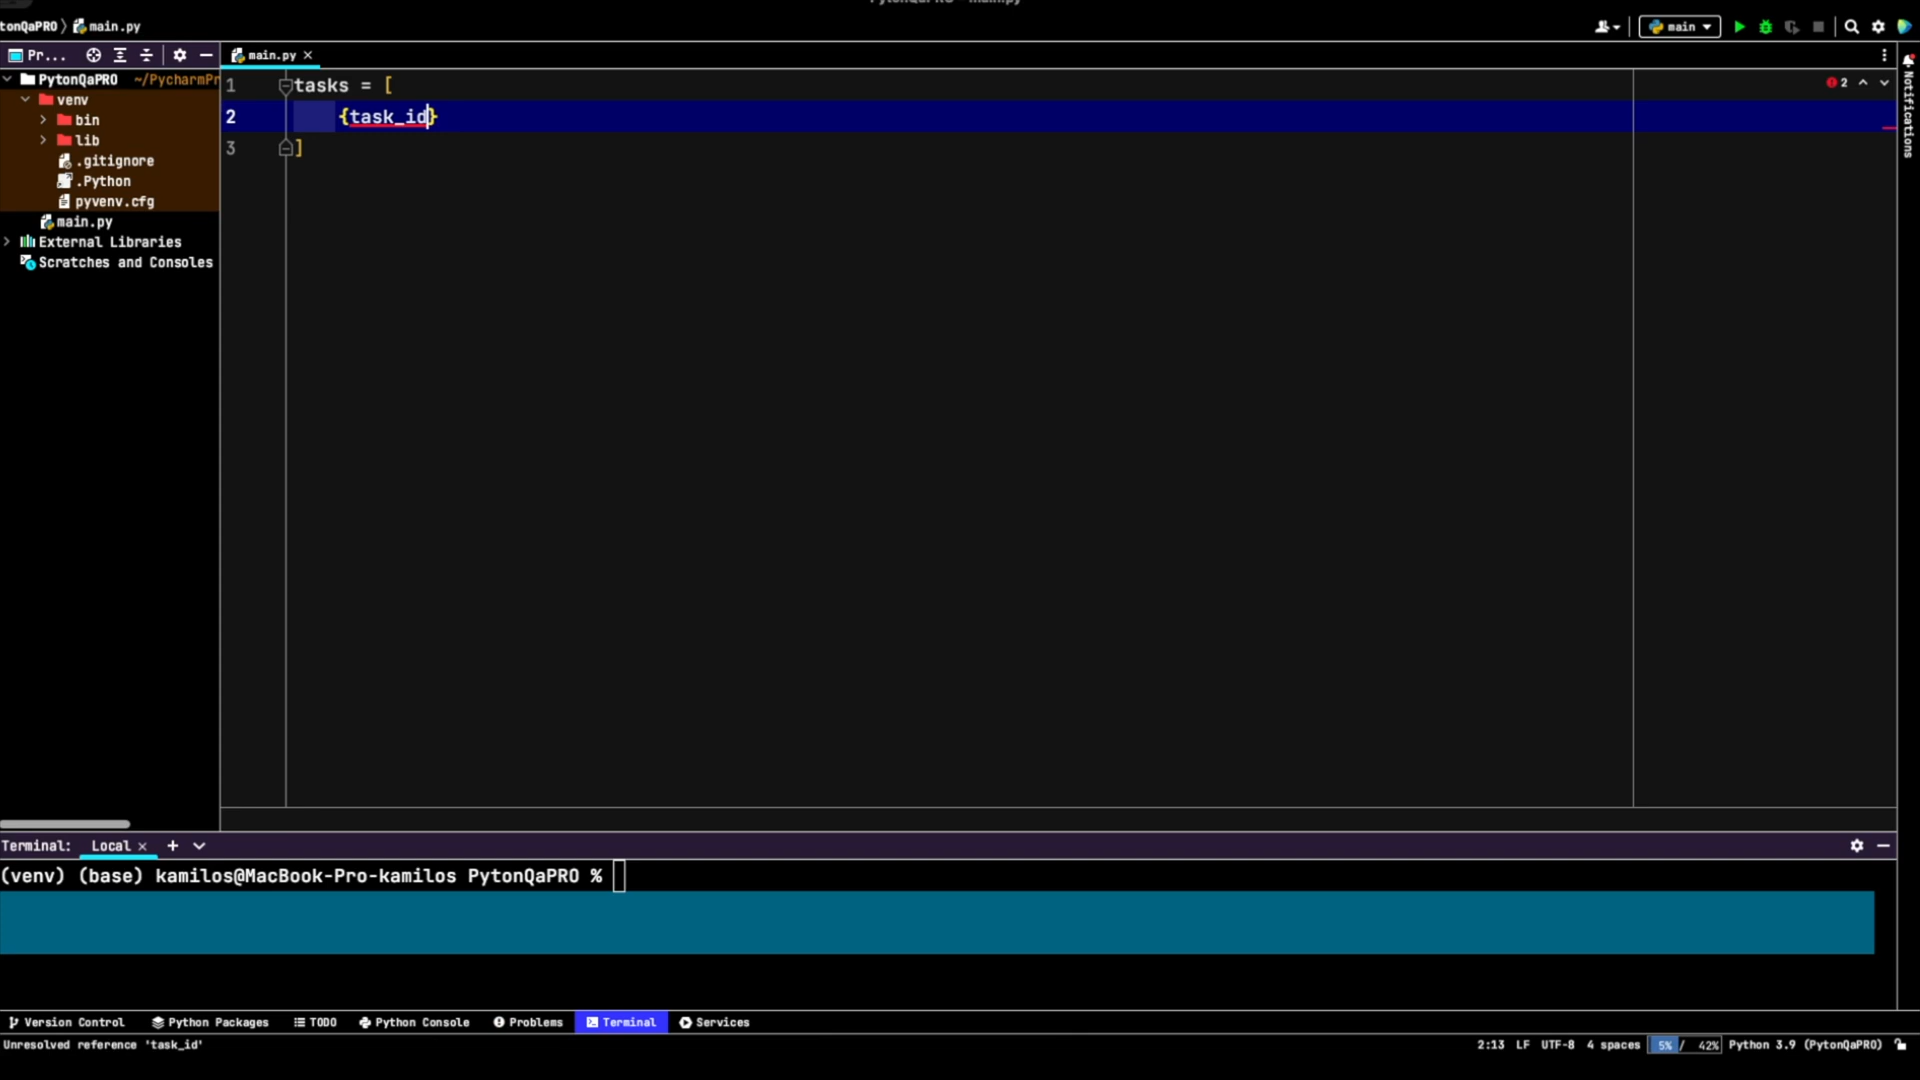 tonQaPRO 〉 main.py
main
Pr...
main.py ×
PytonQaPRO ~/PycharmPr
venv
bin
lib
.gitignore
.Python
pyvenv.cfg
main.py
External Libraries
Scratches and Consoles
1 tasks = [
2 {task_id}
3 ]
2
Notifications
Terminal: Local × +
(venv) (base) kamilos@MacBook-Pro-kamilos PytonQaPRO %
Version Control Python Packages TODO Python Console Problems Terminal Services
Unresolved reference 'task_id' 2:13 LF UTF-8 4 spaces 5% / 42% Python 3.9 (PytonQaPRO)